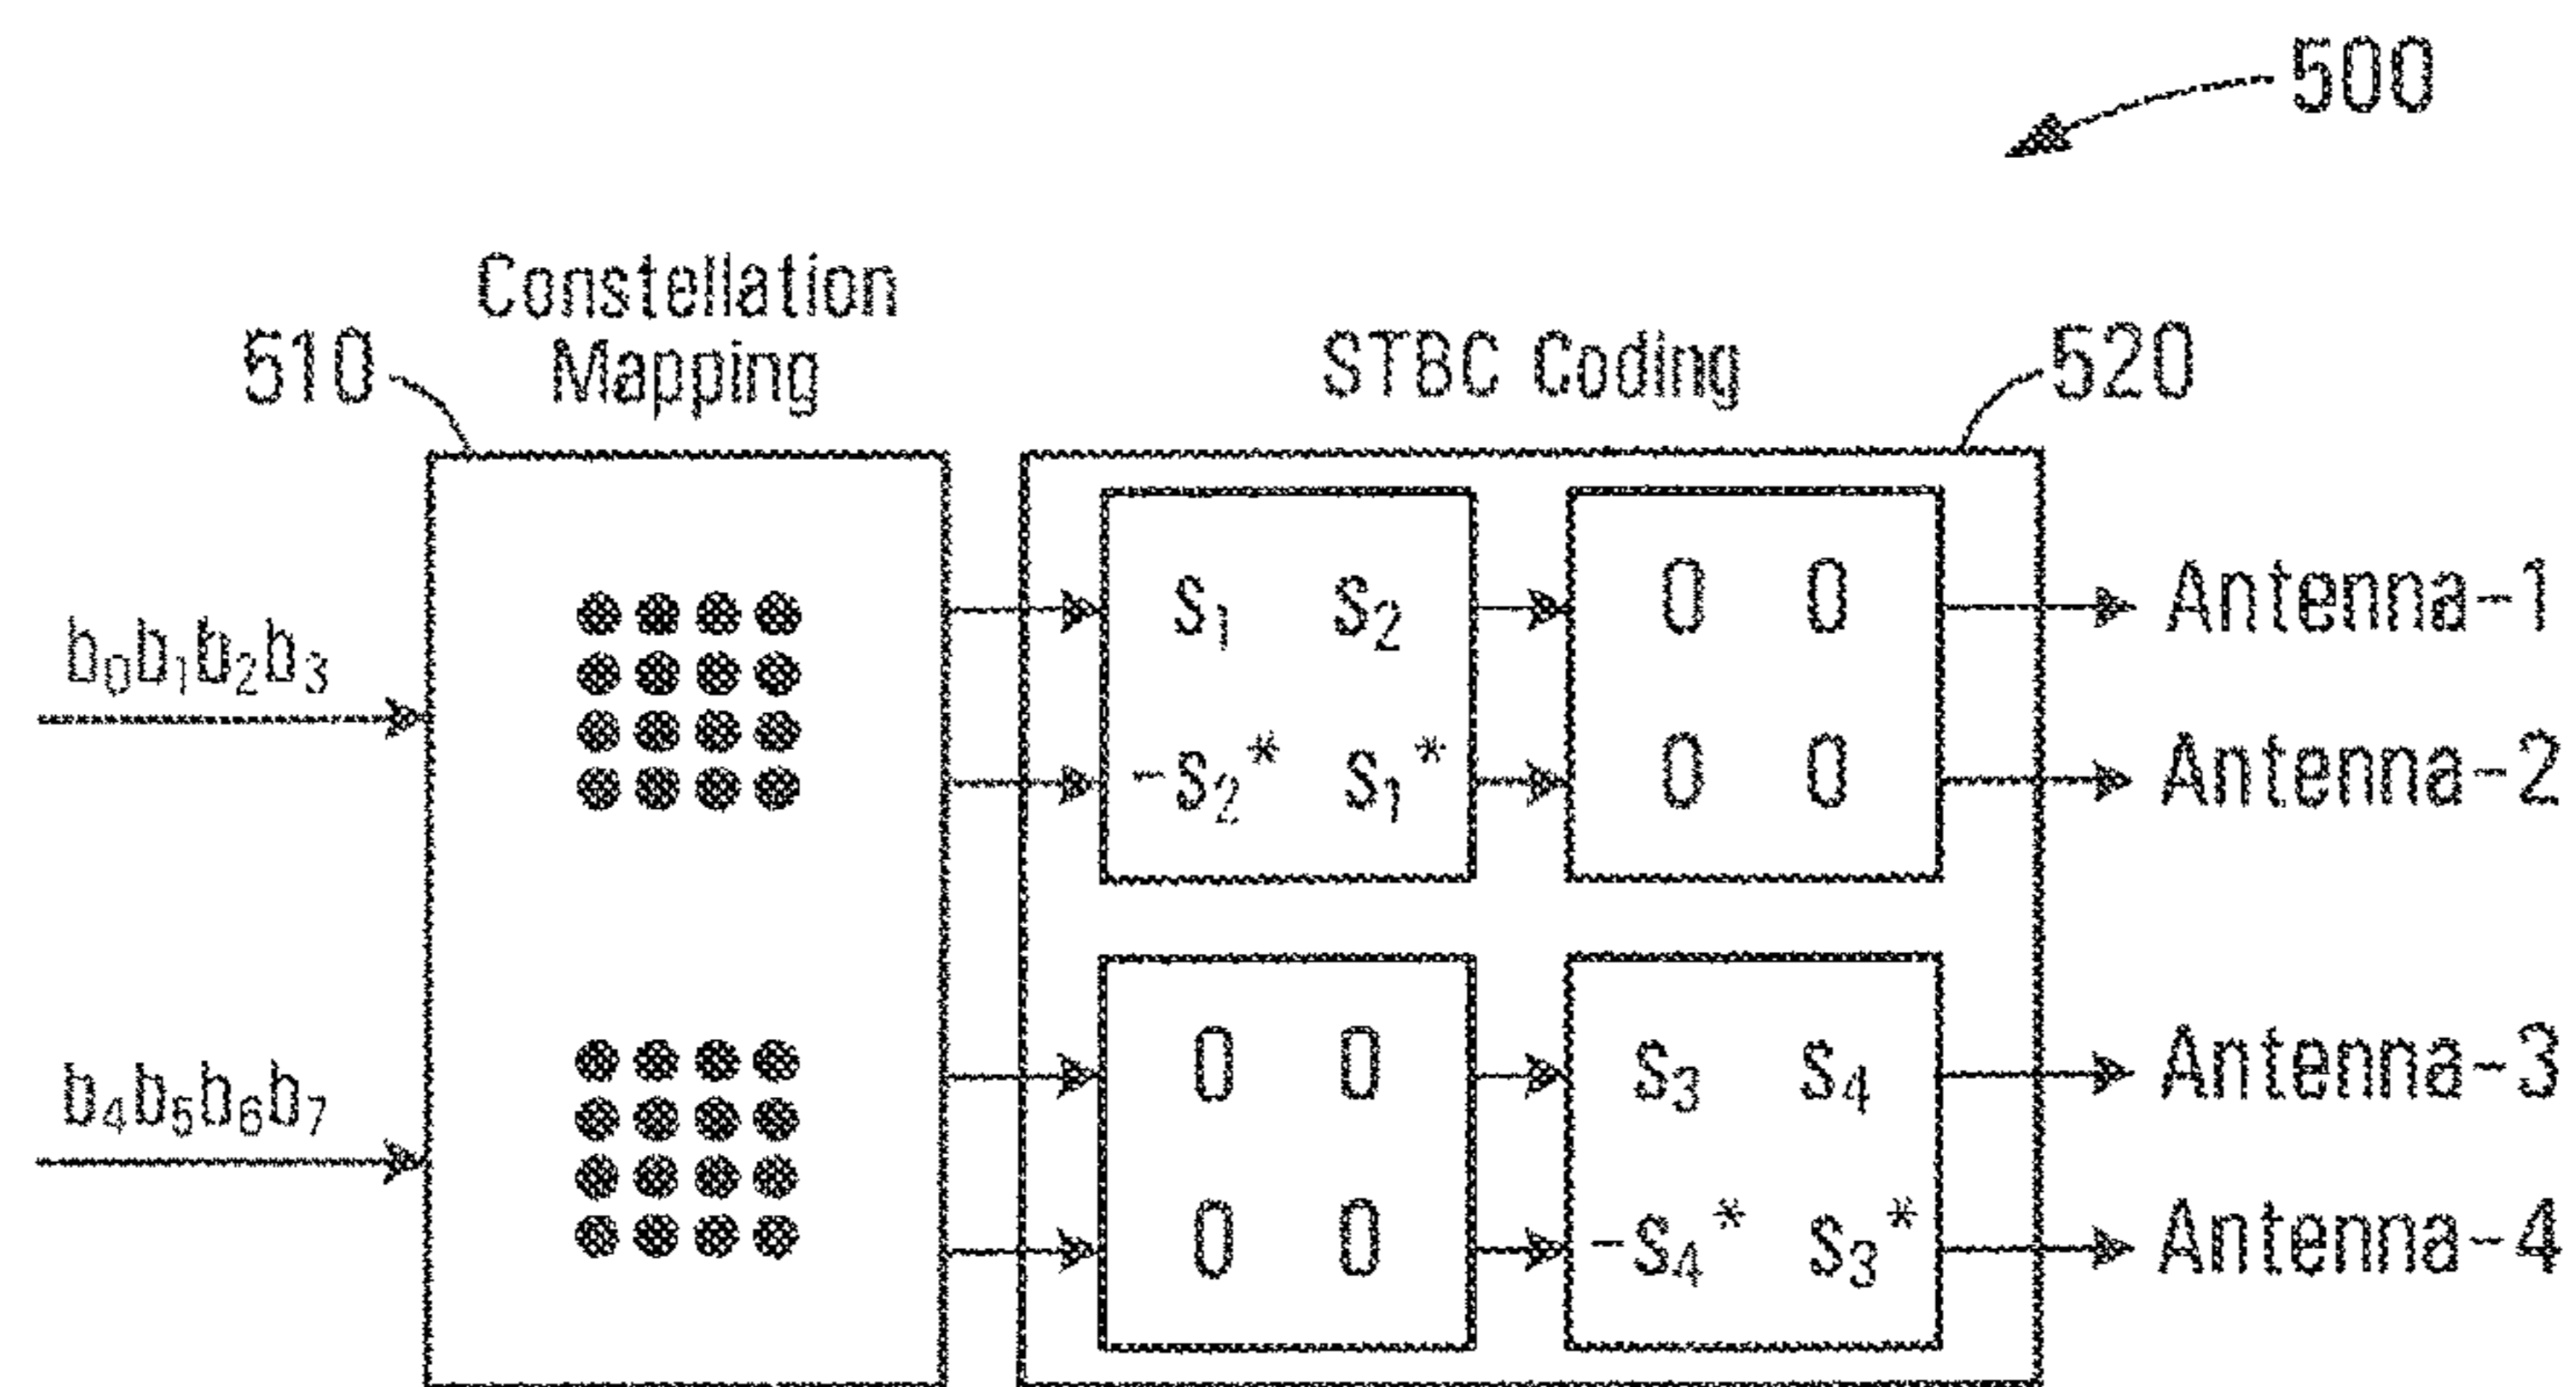 500
Constellation
Mapping
510
STBC Coding
520
b₀b₁b₂b₃
s₁ s₂
0 0
Antenna-1
-s₂* s₁*
0 0
Antenna-2
b₄b₅b₆b₇
0 0
s₃ s₄
Antenna-3
0 0
-s₄* s₃*
Antenna-4